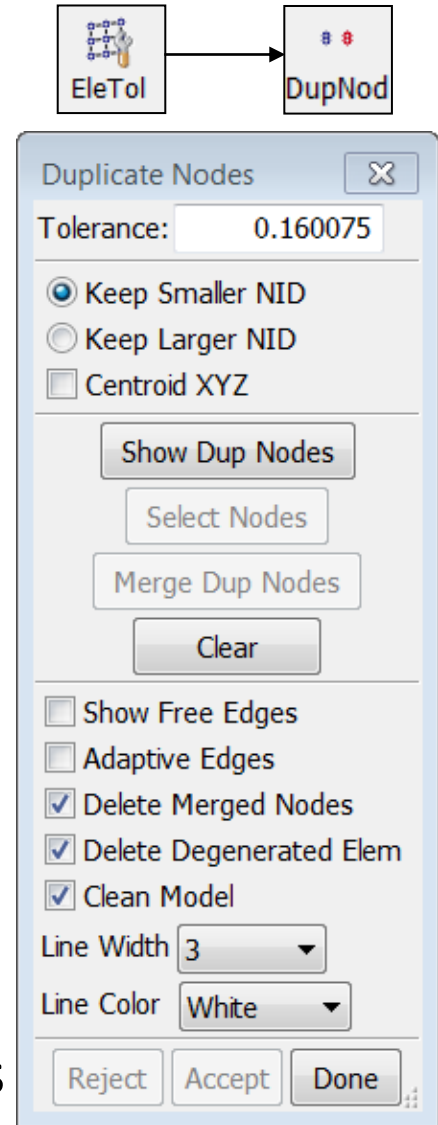 EleTol DupNod
Duplicate Nodes
Tolerance: 0.160075
Keep Smaller NID
Keep Larger NID
Centroid XYZ
Show Dup Nodes
Select Nodes
Merge Dup Nodes
Clear
Show Free Edges
Adaptive Edges
Delete Merged Nodes
Delete Degenerated Elem
Clean Model
Line Width 3
Line Color White
Reject Accept Done